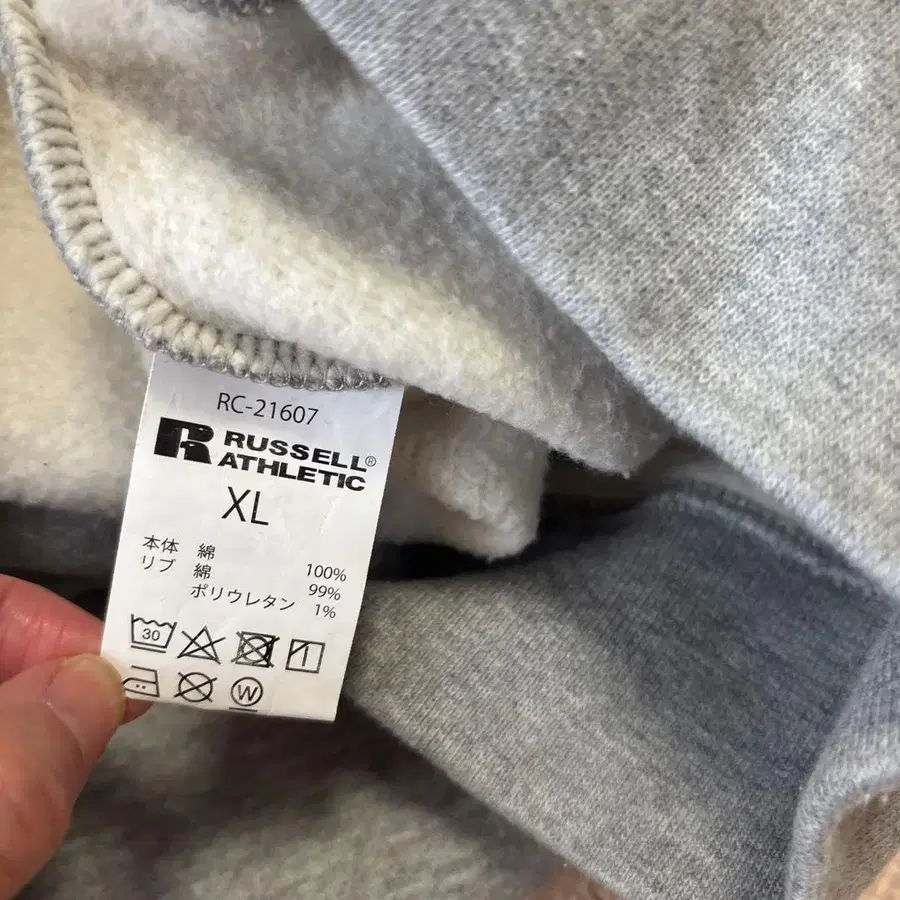 RC-21607
RUSSELL®
ATHLETIC
XL
本体 綿 100%
リブ 綿 99%
ポリウレタン 1%
30
W